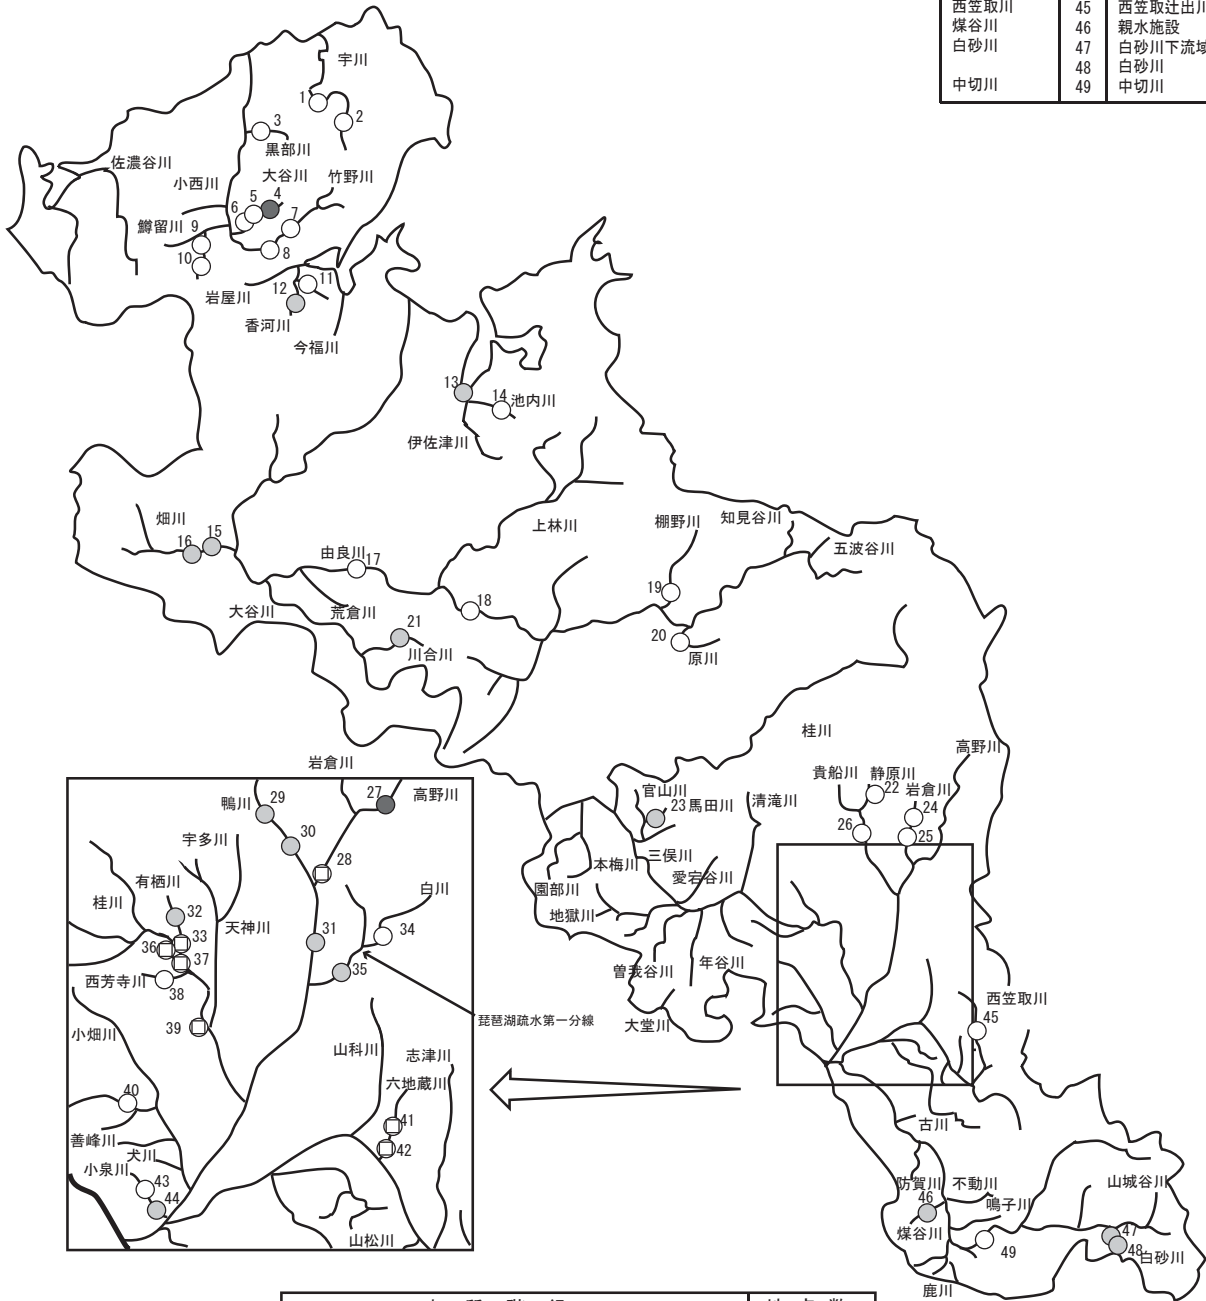 西笠取川 45 西笠取辻出川
煤谷川 46 親水施設
白砂川 47 白砂川下流域
48 白砂川
中切川 49 中切川
宇川
1
2
3
黒部川
佐濃谷川
小西川
大谷川
竹野川
5 4
6 7
鱒留川 9
8
10
岩屋川
12 11
香河川
今福川
13
14 池内川
伊佐津川
畑川
15
16
由良川 17
上林川
棚野川
知見谷川
五波谷川
大谷川
荒倉川
18
19
21
川合川
20
原川
桂川
高野川
貴船川
静原川
22
岩倉川
24
26
25
官山川
23 馬田川
清滝川
三俣川
本梅川
愛宕谷川
園部川
地獄川
曽我谷川
年谷川
大堂川
西笠取川
45
古川
防賀川
不動川
46
鳴子川
煤谷川
山城谷川
47
48 白砂川
49
鹿川
岩倉川
27
高野川
鴨川
29
30
宇多川
28
有栖川
桂川
白川
32
天神川
31
34
33
36
37
35
西芳寺川
38
琵琶湖疏水第一分線
小畑川
39
山科川
志津川
六地蔵川
40
41
42
善峰川
犬川
小泉川
43
44
山松川